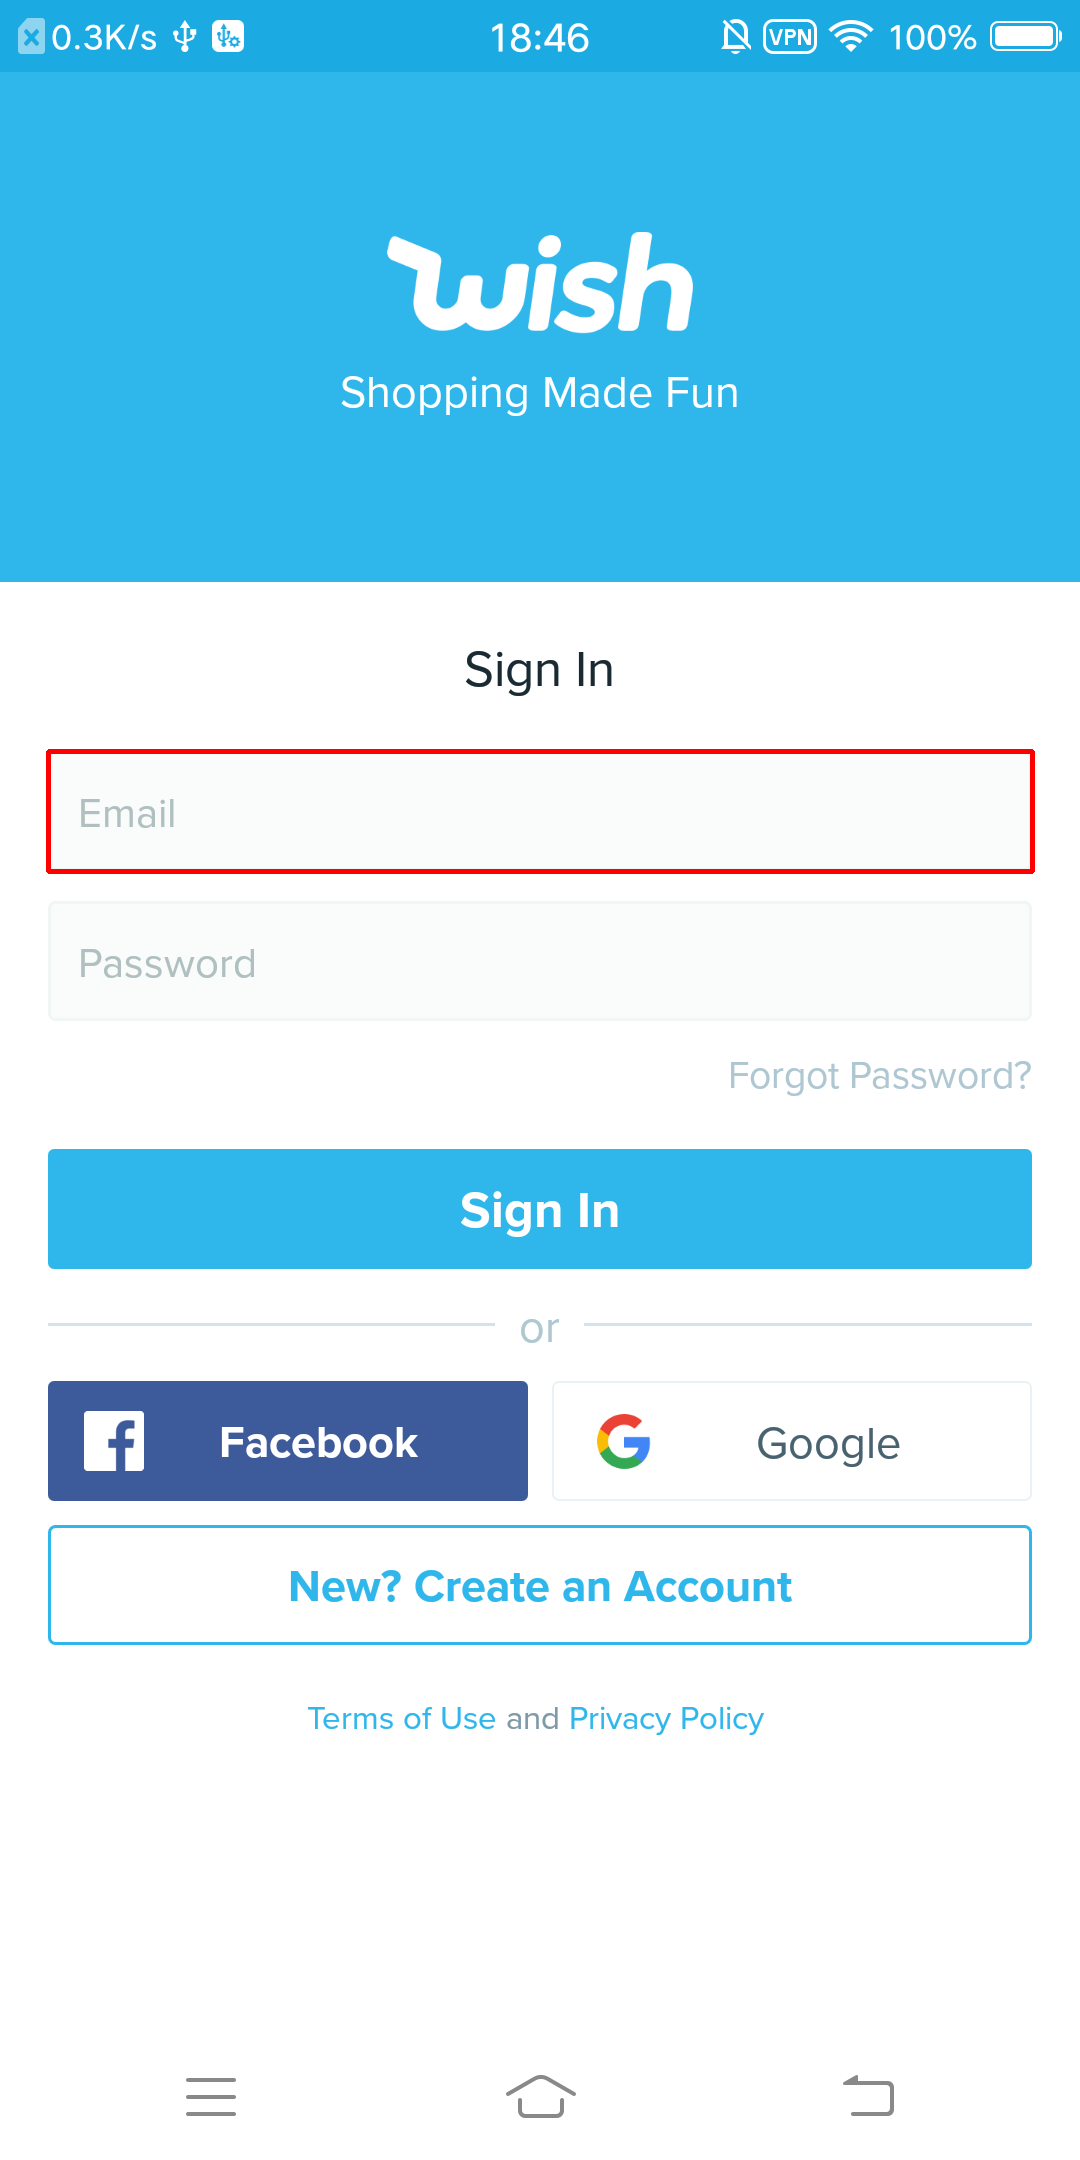 0.3K/s 18:46 VPN 100%
wish
Shopping Made Fun
Sign In
Email
Password
Forgot Password?
Sign In
or
Facebook
Google
New? Create an Account
Terms of Use and Privacy Policy